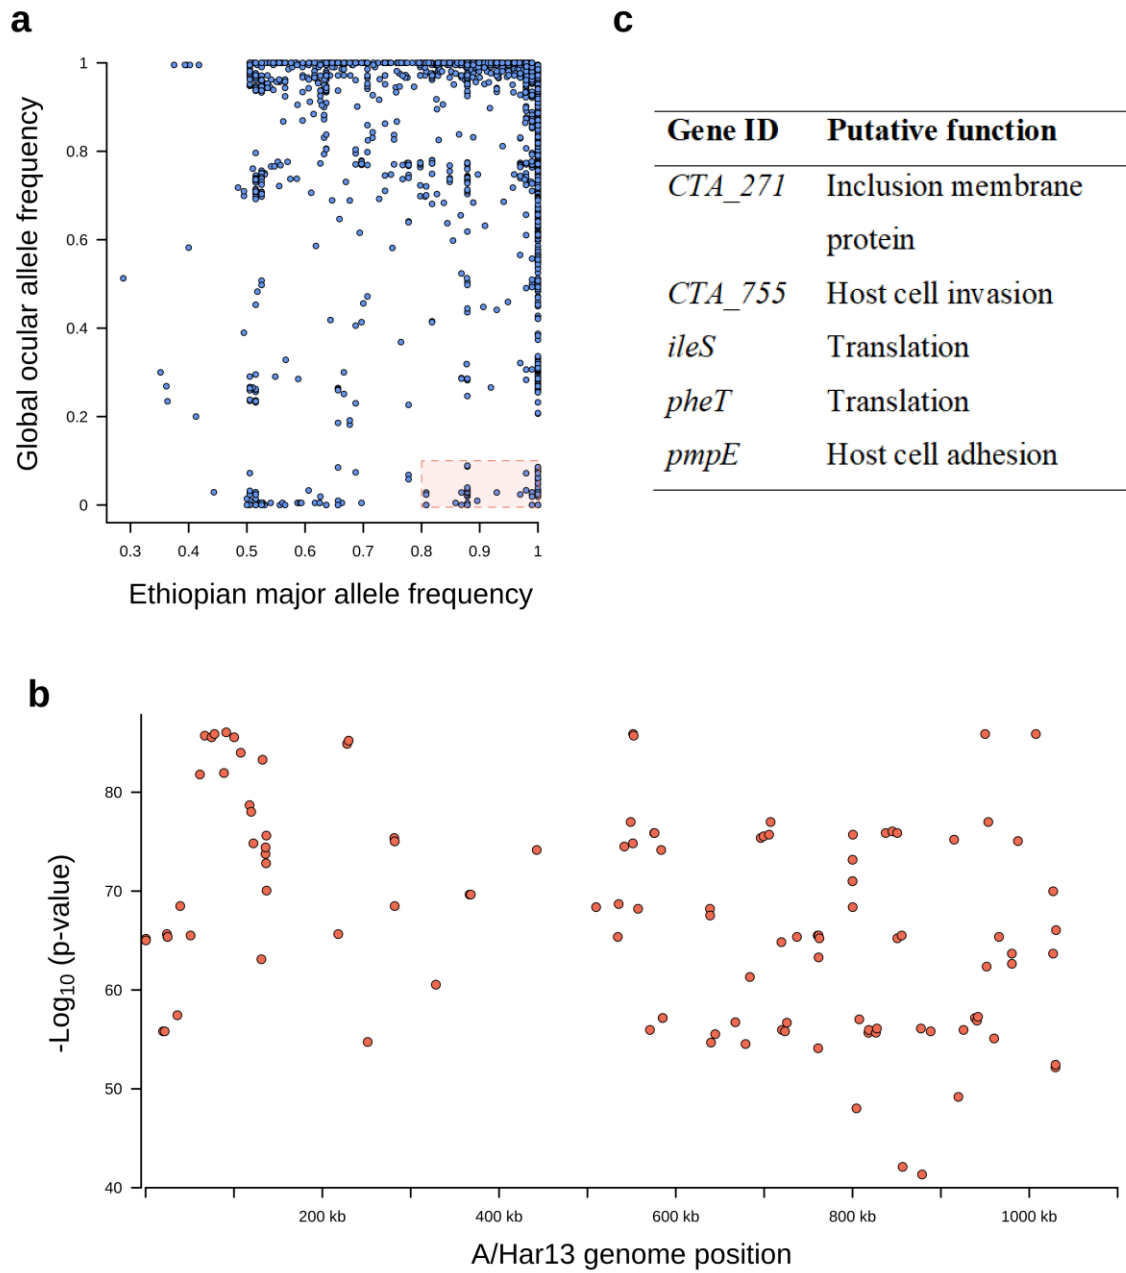 a
c
1
0.8
0.6
0.4
0.2
0
Global ocular allele frequency
0.3 0.4 0.5 0.6 0.7 0.8 0.9 1
Ethiopian major allele frequency
Gene ID Putative function
CTA_271 Inclusion membrane
protein
CTA_755 Host cell invasion
ileS Translation
pheT Translation
pmpE Host cell adhesion
b
80
70
60
50
40
-Log10 (p-value)
200 kb 400 kb 600 kb 800 kb 1000 kb
A/Har13 genome position